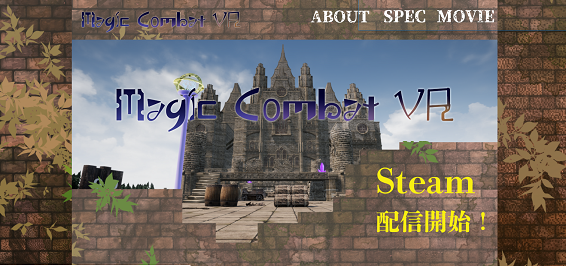 Magic Combat VR
ABOUT SPEC MOVIE
Magic Combat VR
Steam
配信開始！